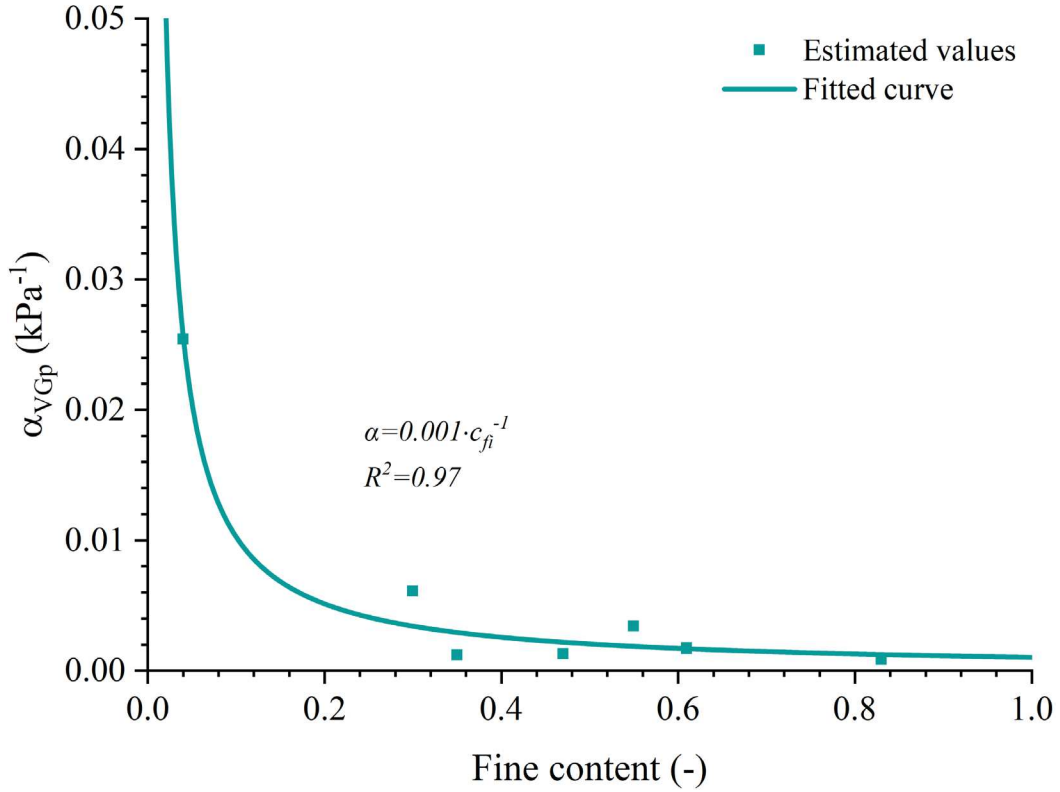 0.05
0.04
0.03
0.02
0.01
0.00
0.0 0.2 0.4 0.6 0.8 1.0
α_VGp (kPa⁻¹)
Fine content (-)
Estimated values
Fitted curve
α=0.001·c_fi⁻¹
R²=0.97